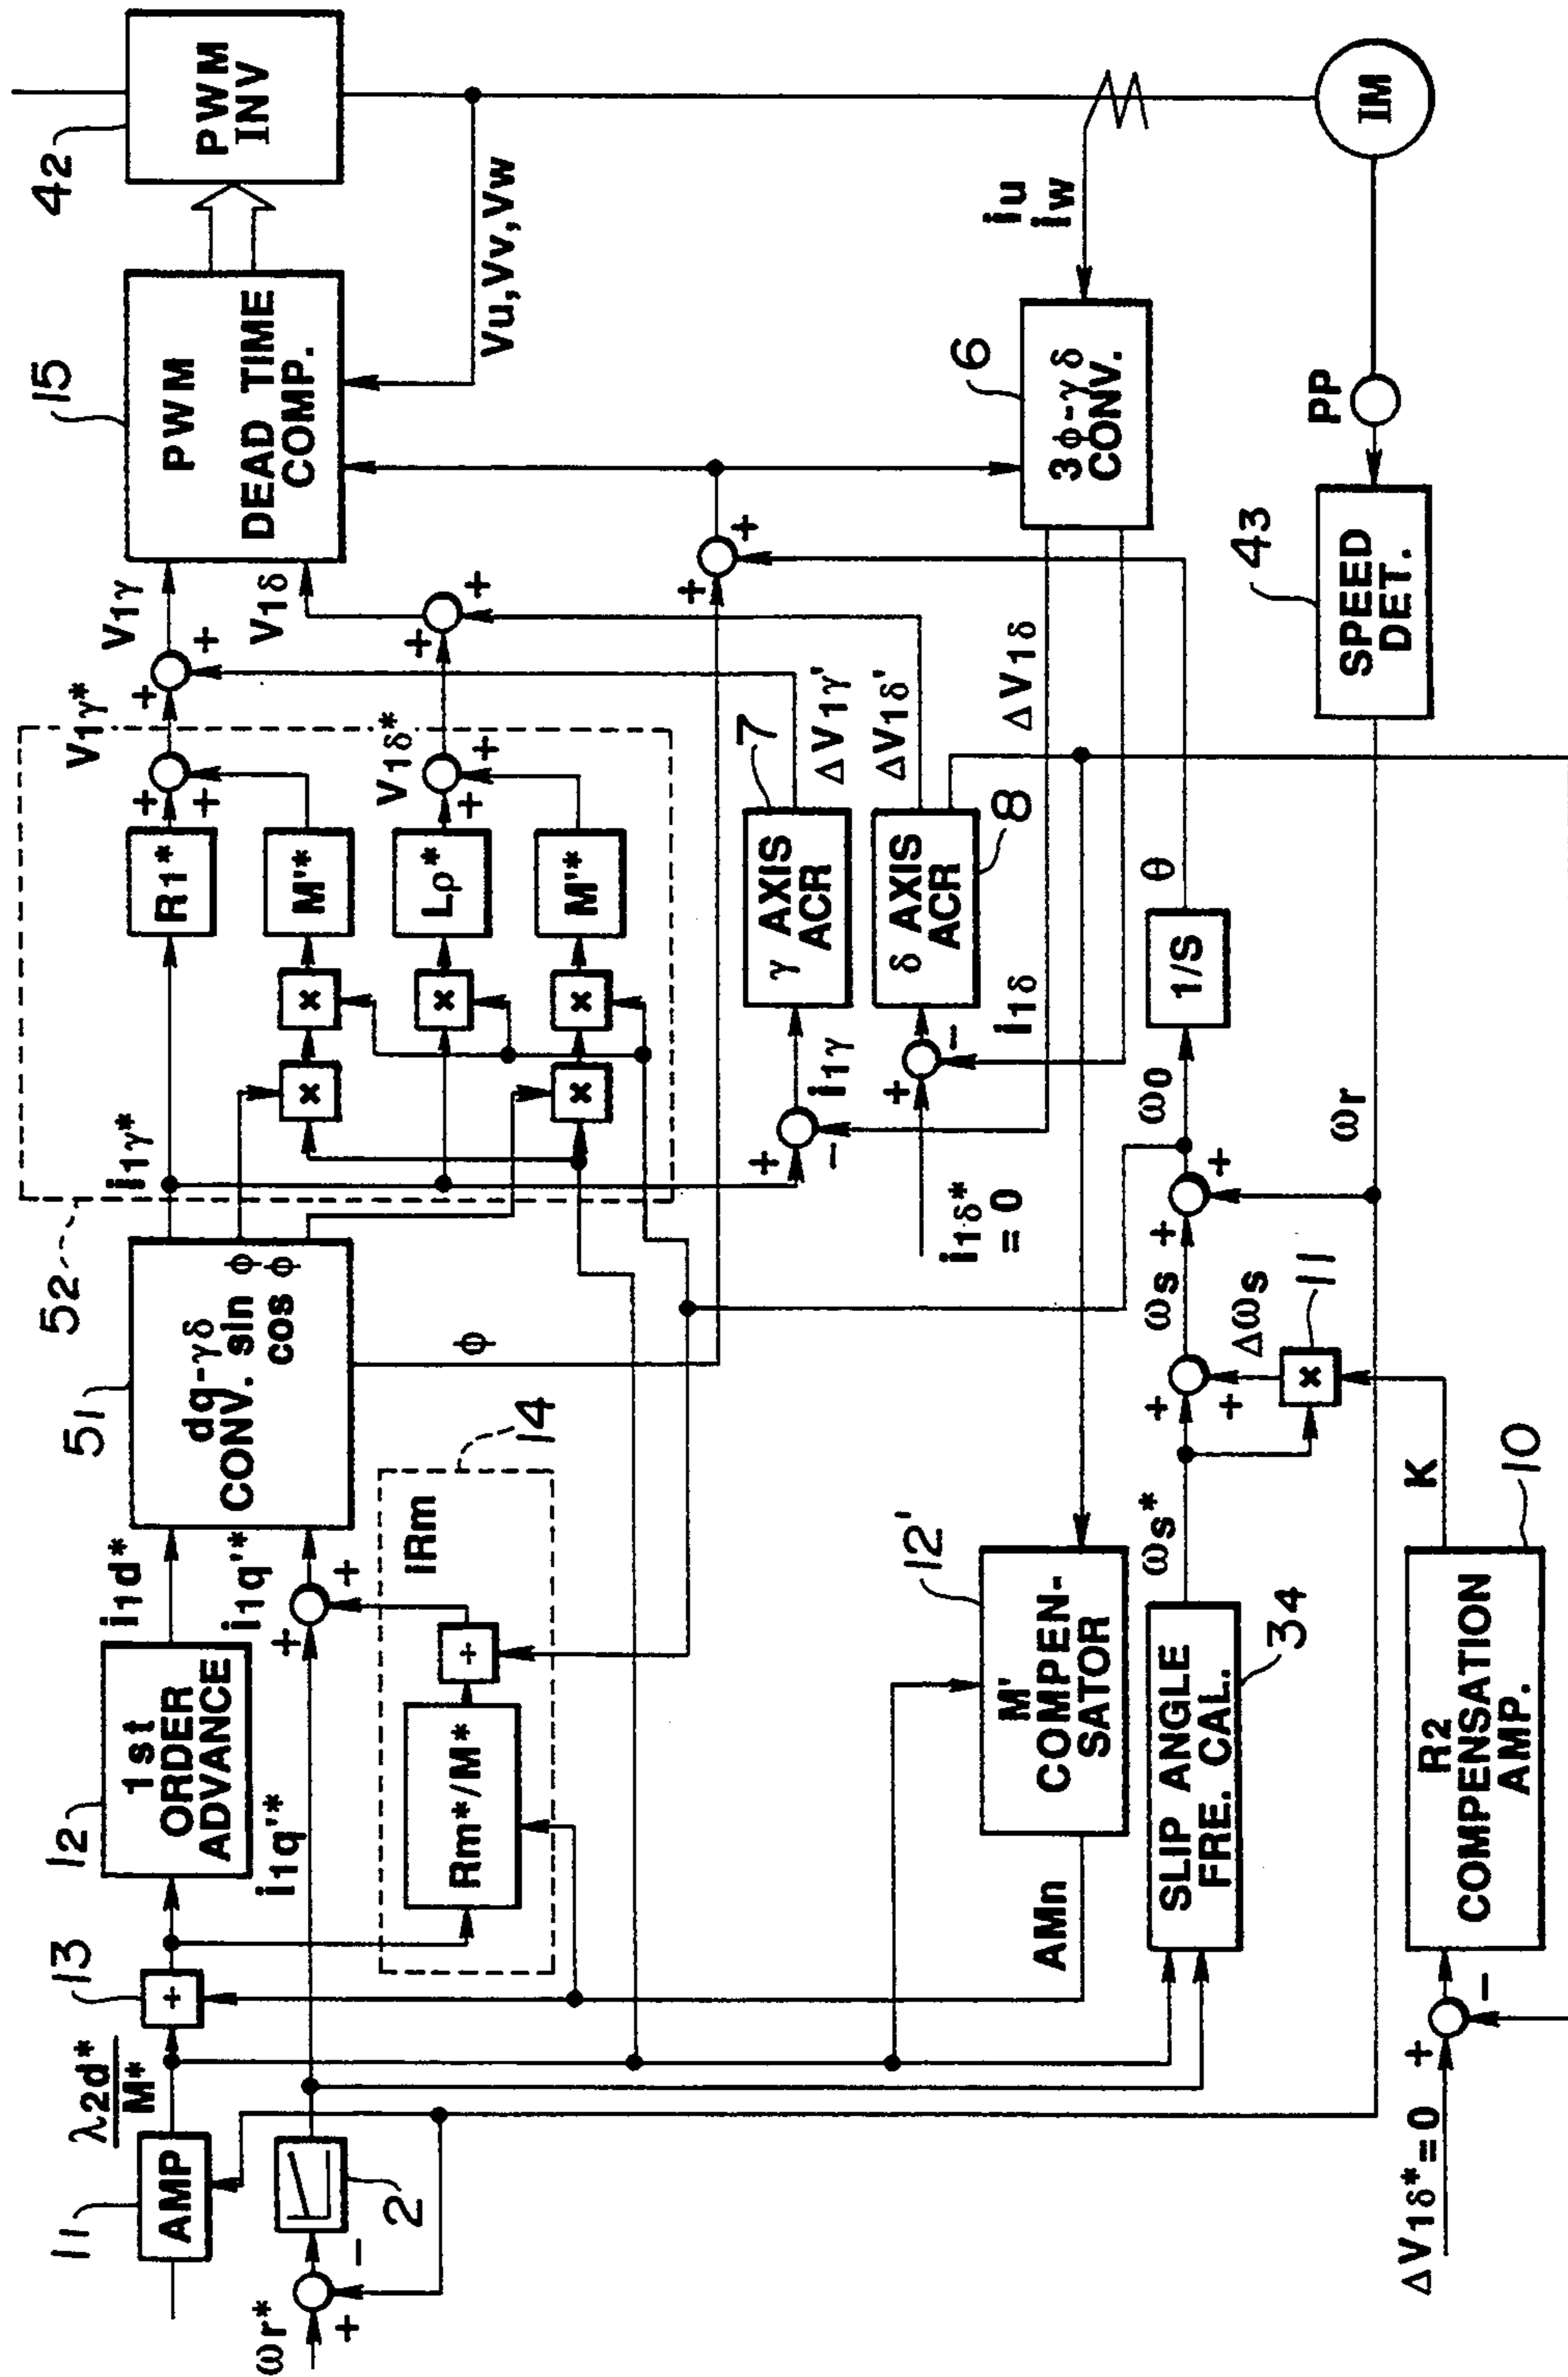 11
AMP
λ2d*
M*
13
÷
12
1st
ORDER
ADVANCE
i1d*
i1q'*
i1q'*
ωr*
+
−
2
14
Rm*/M*
÷
iRm
+
+
51
dq-γδ
CONV. sin φ
cos φ
φ
52
i1γ*
R1*
M'*
Lρ*
M'*
×
×
×
×
×
+
+
+
+
V1γ*
V1δ*
+
+
+
+
V1γ
V1δ
15
PWM
DEAD TIME
COMP.
42
PWM
INV
Vu,Vv,Vw
+
−
i1γ
γ AXIS
ACR
7
ΔV1γ'
i1δ*
= 0
+
−
i1δ
δ AXIS
ACR
8
ΔV1δ'
ΔV1δ
+
+
6
3φ-γδ
CONV.
iu
iw
12'
M'
COMPEN-
SATOR
AMn
SLIP ANGLE
FRE. CAL.
34
ωs*
+
+
ωs
Δωs
×
11
+
+
ω0
1/S
θ
ωr
43
SPEED
DET.
PP
IM
ΔV1δ*=0
+
−
R2
COMPENSATION
AMP.
10
K